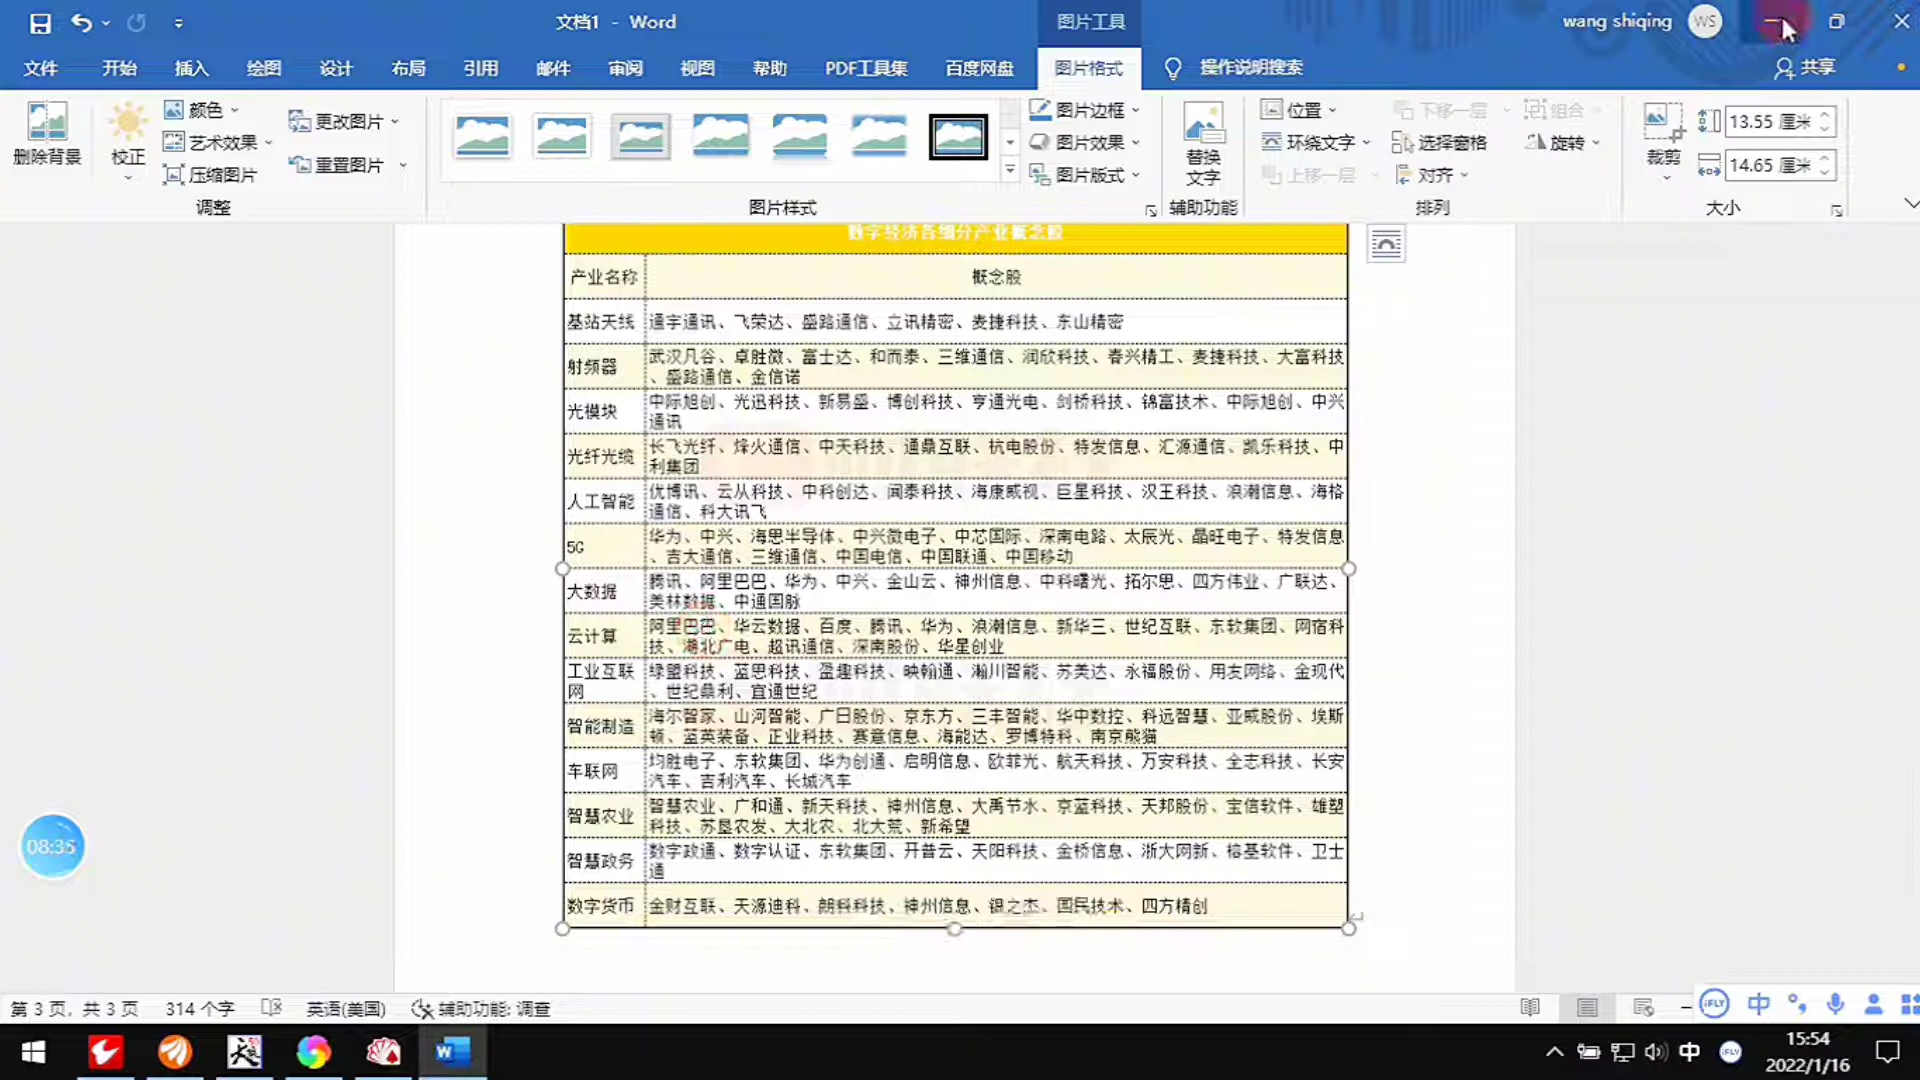 文档1 - Word
图片工具
wang shiqing
WS
文件 开始 插入 绘图 设计 布局 引用 邮件 审阅 视图 帮助 PDF工具集 百度网盘 图片格式 操作说明搜索 共享
删除背景
校正
颜色
艺术效果
压缩图片
更改图片
重置图片
调整
图片样式
图片边框
图片效果
图片版式
替换
文字
辅助功能
位置
环绕文字
上移一层
下移一层
选择窗格
对齐
组合
旋转
排列
裁剪
13.55 厘米
14.65 厘米
大小
数字经济各细分产业概念股
产业名称 概念股
基站天线 通宇通讯、飞荣达、盛路通信、立讯精密、麦捷科技、东山精密
射频器 武汉凡谷、卓胜微、富士达、和而泰、三维通信、润欣科技、春兴精工、麦捷科技、大富科技
、盛路通信、金信诺
光模块 中际旭创、光迅科技、新易盛、博创科技、亨通光电、剑桥科技、锦富技术、中际旭创、中兴
通讯
光纤光缆 长飞光纤、烽火通信、中天科技、通鼎互联、杭电股份、特发信息、汇源通信、凯乐科技、中
利集团
人工智能 优博讯、云从科技、中科创达、闻泰科技、海康威视、巨星科技、汉王科技、浪潮信息、海格
通信、科大讯飞
5G 华为、中兴、海思半导体、中兴微电子、中芯国际、深南电路、太辰光、晶旺电子、特发信息
、吉大通信、三维通信、中国电信、中国联通、中国移动
大数据 腾讯、阿里巴巴、华为、中兴、金山云、神州信息、中科曙光、拓尔思、四方伟业、广联达、
美林数据、中通国脉
云计算 阿里巴巴、华云数据、百度、腾讯、华为、浪潮信息、新华三、世纪互联、东软集团、网宿科
技、湖北广电、超讯通信、深南股份、华星创业
工业互联
网 绿盟科技、蓝思科技、盈趣科技、映翰通、瀚川智能、苏美达、永福股份、用友网络、金现代
、世纪鼎利、宜通世纪
智能制造 海尔智家、山河智能、广日股份、京东方、三丰智能、华中数控、科远智慧、亚威股份、埃斯
顿、蓝英装备、正业科技、赛意信息、海能达、罗博特科、南京熊猫
车联网 均胜电子、东软集团、华为创通、启明信息、欧菲光、航天科技、万安科技、全志科技、长安
汽车、吉利汽车、长城汽车
智慧农业 智慧农业、广和通、新天科技、神州信息、大禹节水、京蓝科技、天邦股份、宝信软件、雄塑
科技、苏垦农发、大北农、北大荒、新希望
智慧政务 数字政通、数字认证、东软集团、开普云、天阳科技、金桥信息、浙大网新、榕基软件、卫士
通
数字货币 金财互联、天源迪科、朗科科技、神州信息、银之杰、国民技术、四方精创
08:35
第 3 页，共 3 页 314 个字 英语(美国) 辅助功能: 调查
iFLY 中
中 iFLY
15:54
2022/1/16